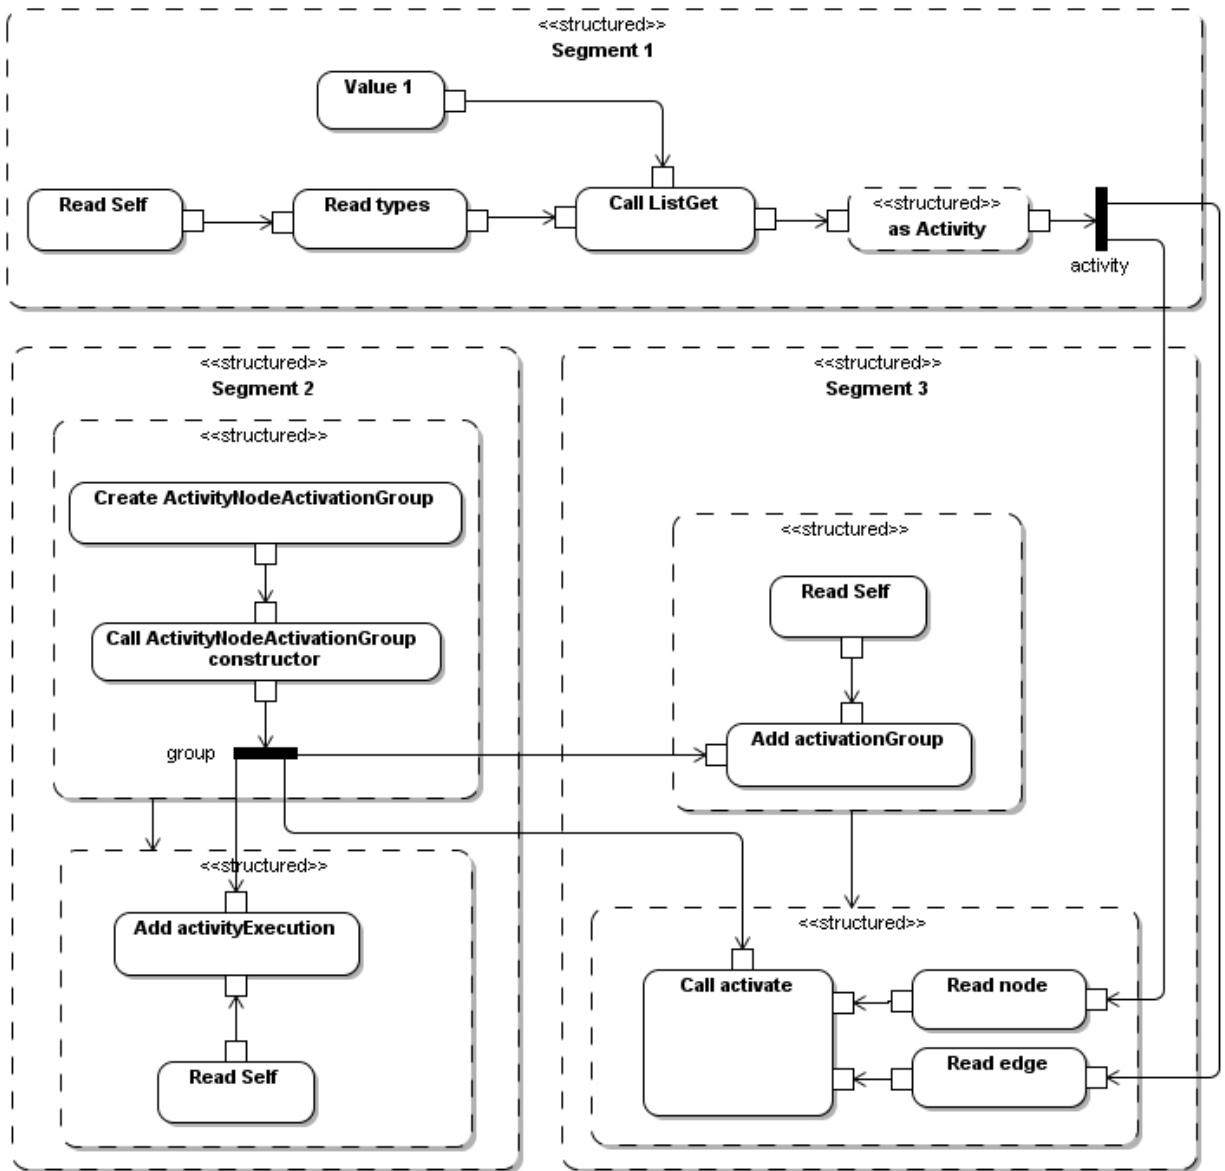 <<structured>>
Segment 1
Value 1
Read Self
Read types
Call ListGet
<<structured>>
as Activity
activity
<<structured>>
Segment 2
<<structured>>
Create ActivityNodeActivationGroup
Call ActivityNodeActivationGroup
constructor
group
<<structured>>
Add activityExecution
Read Self
<<structured>>
Segment 3
<<structured>>
Read Self
Add activationGroup
<<structured>>
Call activate
Read node
Read edge